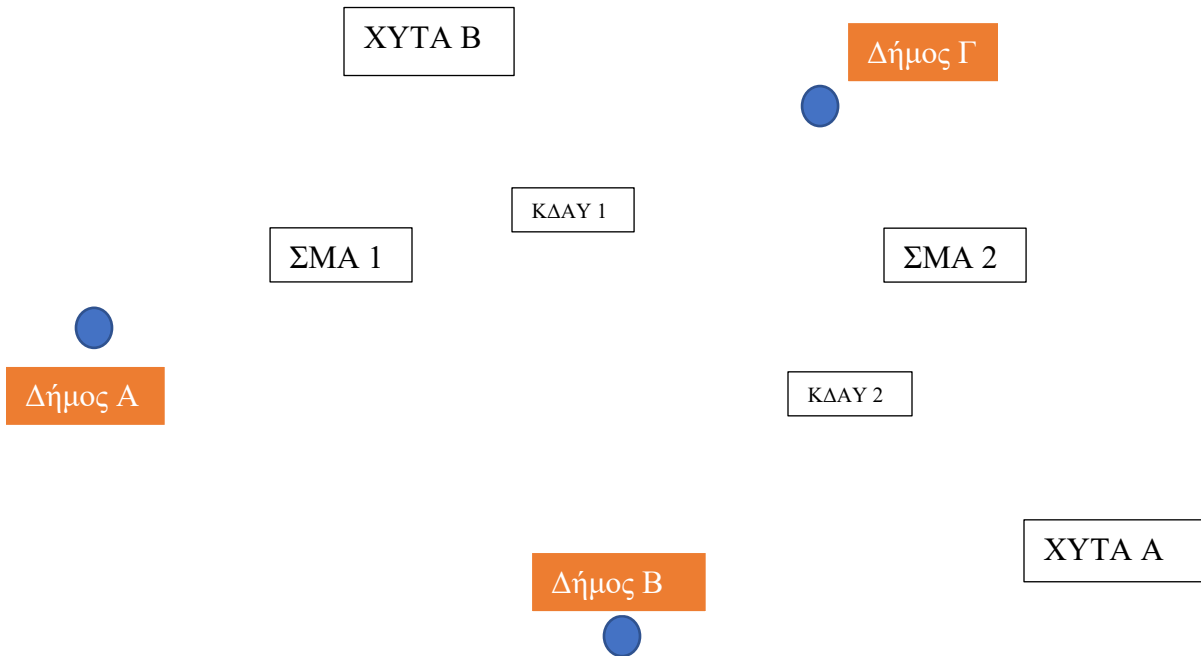 ΧΥΤΑ Β
Δήμος Γ
ΚΔΑΥ 1
ΣΜΑ 1
ΣΜΑ 2
Δήμος Α
ΚΔΑΥ 2
ΧΥΤΑ Α
Δήμος Β